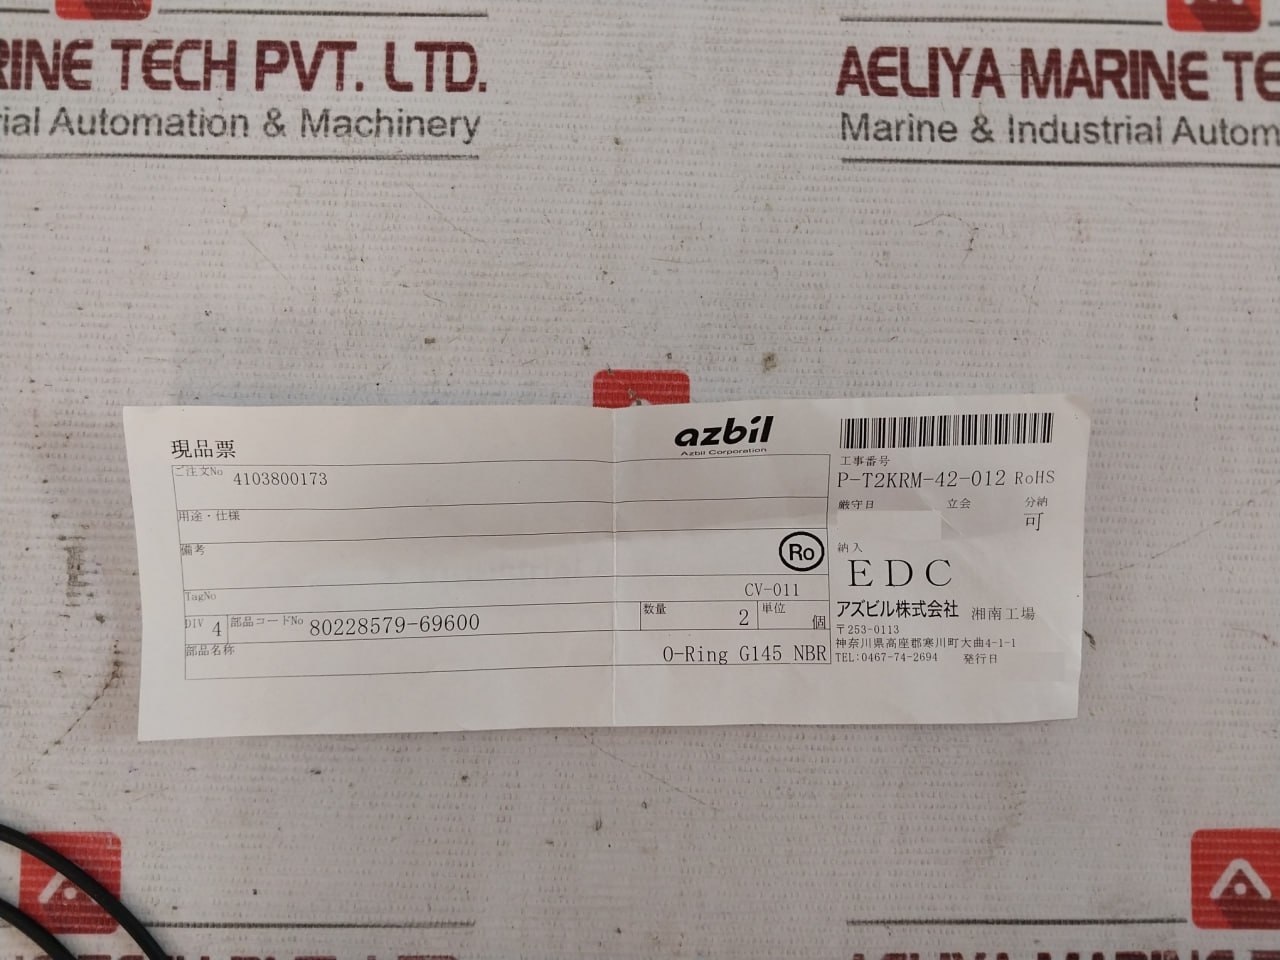 RINE TECH PVT. LTD.
rial Automation & Machinery
AELIYA MARINE TE
Marine & Industrial Autom
現品票
azbil
Azbil Corporation
ご注文No 4103800173
用途・仕様
備考
Ro
TagNo CV-011
DIV 4 部品コードNo 80228579-69600 数量 2 単位 個
部品名称 O-Ring G145 NBR
工事番号
P-T2KRM-42-012 RoHS
厳守日 立会 分納
可
納入
EDC
アズビル株式会社 湘南工場
〒253-0113
神奈川県高座郡寒川町大曲4-1-1
TEL:0467-74-2694 発行日
AELIYA MARINE TE